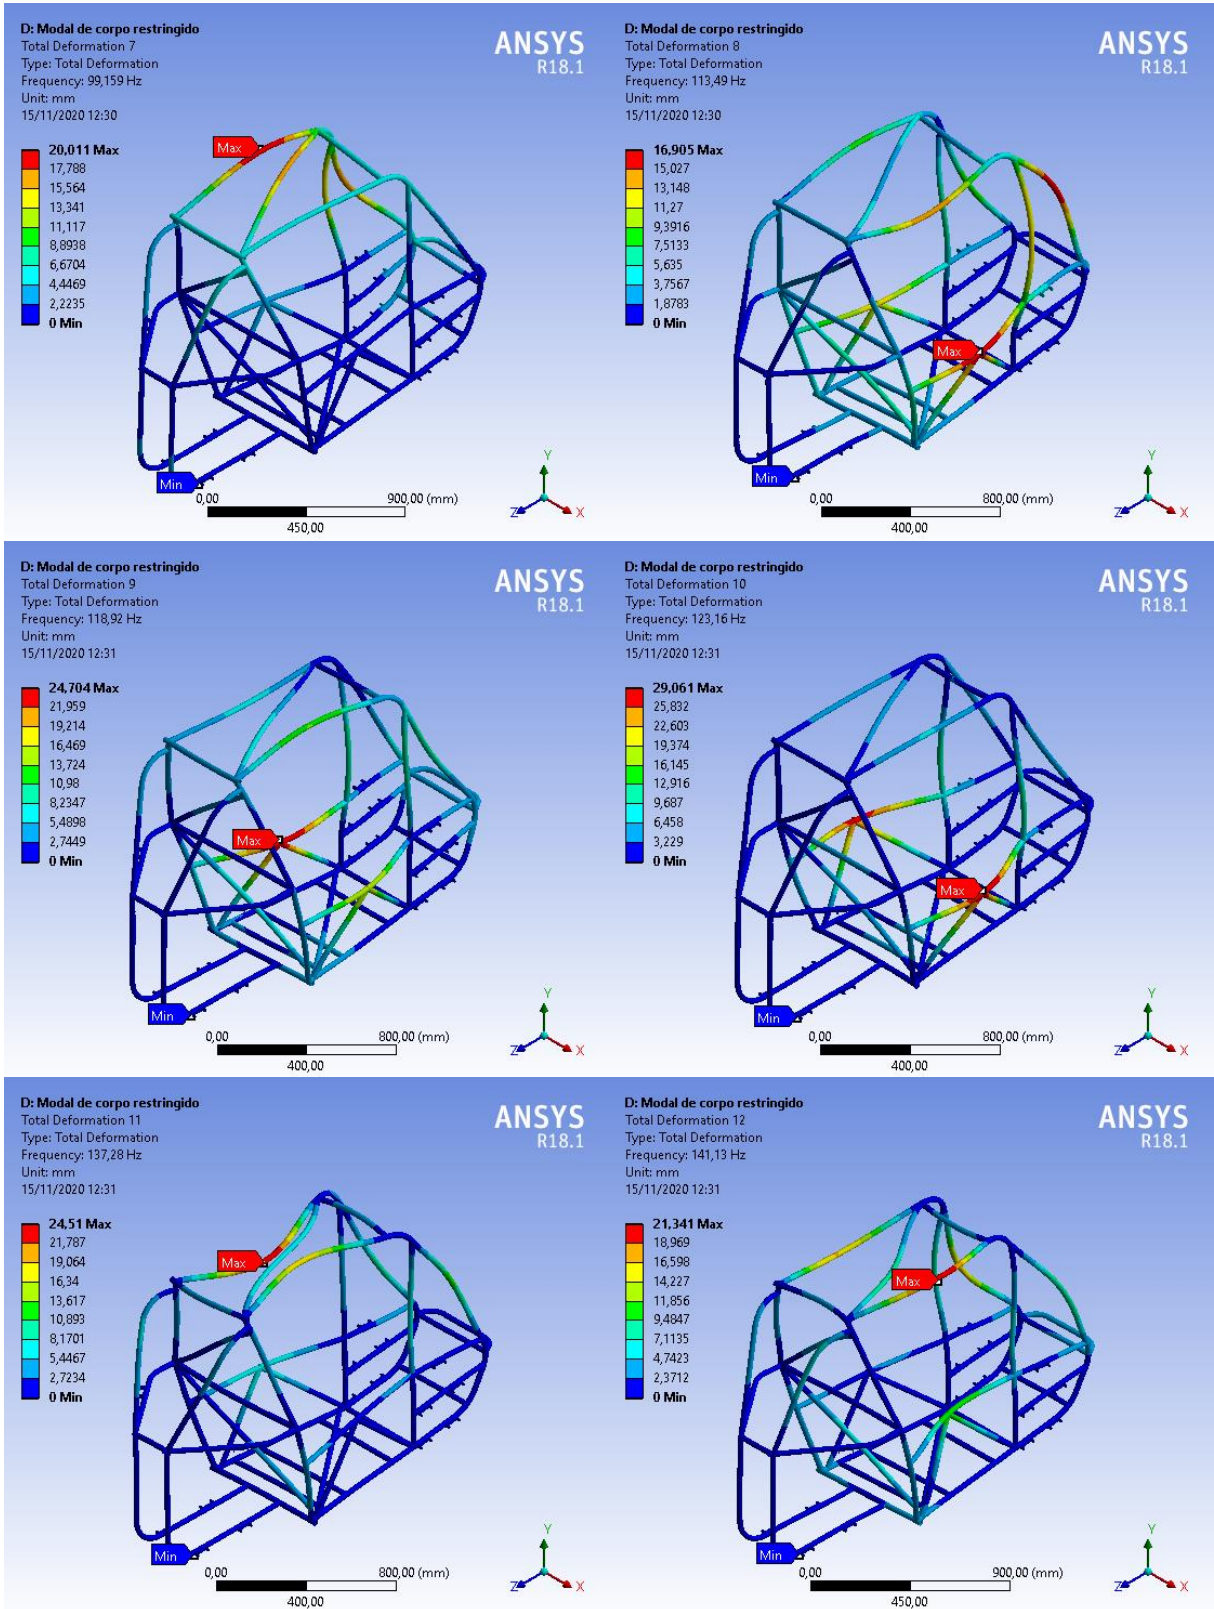 D: Modal de corpo restringido
Total Deformation 7
Type: Total Deformation
Frequency: 99,159 Hz
Unit: mm
15/11/2020 12:30
ANSYS
R18.1
20,011 Max
17,788
15,564
13,341
11,117
8,8938
6,6704
4,4469
2,2235
0 Min
Max
Min
0,00
900,00 (mm)
450,00
Y
Z
X
D: Modal de corpo restringido
Total Deformation 8
Type: Total Deformation
Frequency: 113,49 Hz
Unit: mm
15/11/2020 12:30
ANSYS
R18.1
16,905 Max
15,027
13,148
11,27
9,3916
7,5133
5,635
3,7567
1,8783
0 Min
Max
Min
0,00
800,00 (mm)
400,00
Y
Z
X
D: Modal de corpo restringido
Total Deformation 9
Type: Total Deformation
Frequency: 118,92 Hz
Unit: mm
15/11/2020 12:31
ANSYS
R18.1
24,704 Max
21,959
19,214
16,469
13,724
10,98
8,2347
5,4898
2,7449
0 Min
Max
Min
0,00
800,00 (mm)
400,00
Y
Z
X
D: Modal de corpo restringido
Total Deformation 10
Type: Total Deformation
Frequency: 123,16 Hz
Unit: mm
15/11/2020 12:31
ANSYS
R18.1
29,061 Max
25,832
22,603
19,374
16,145
12,916
9,687
6,458
3,229
0 Min
Max
Min
0,00
800,00 (mm)
400,00
Y
Z
X
D: Modal de corpo restringido
Total Deformation 11
Type: Total Deformation
Frequency: 137,28 Hz
Unit: mm
15/11/2020 12:31
ANSYS
R18.1
24,51 Max
21,787
19,064
16,34
13,617
10,893
8,1701
5,4467
2,7234
0 Min
Max
Min
0,00
800,00 (mm)
400,00
Y
Z
X
D: Modal de corpo restringido
Total Deformation 12
Type: Total Deformation
Frequency: 141,13 Hz
Unit: mm
15/11/2020 12:31
ANSYS
R18.1
21,341 Max
18,969
16,598
14,227
11,856
9,4847
7,1135
4,7423
2,3712
0 Min
Max
Min
0,00
900,00 (mm)
450,00
Y
Z
X